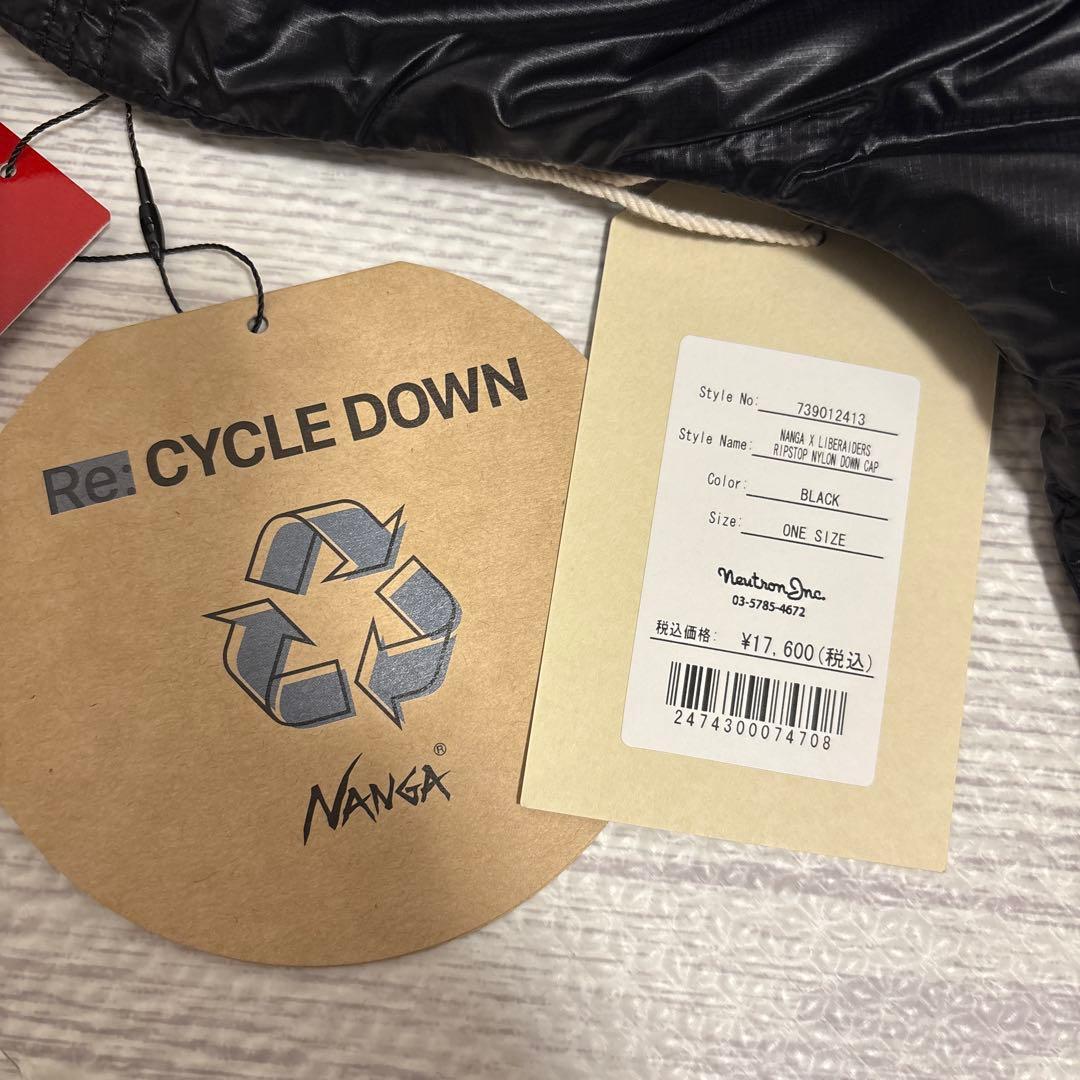 Re: CYCLE DOWN
NANGA®
Style No: 739012413
Style Name: NANGA X LIBERAIDERS
RIPSTOP NYLON DOWN CAP
Color: BLACK
Size: ONE SIZE
Neutron Inc.
03-5785-4672
税込価格: ¥17,600(税込)
2474300074708